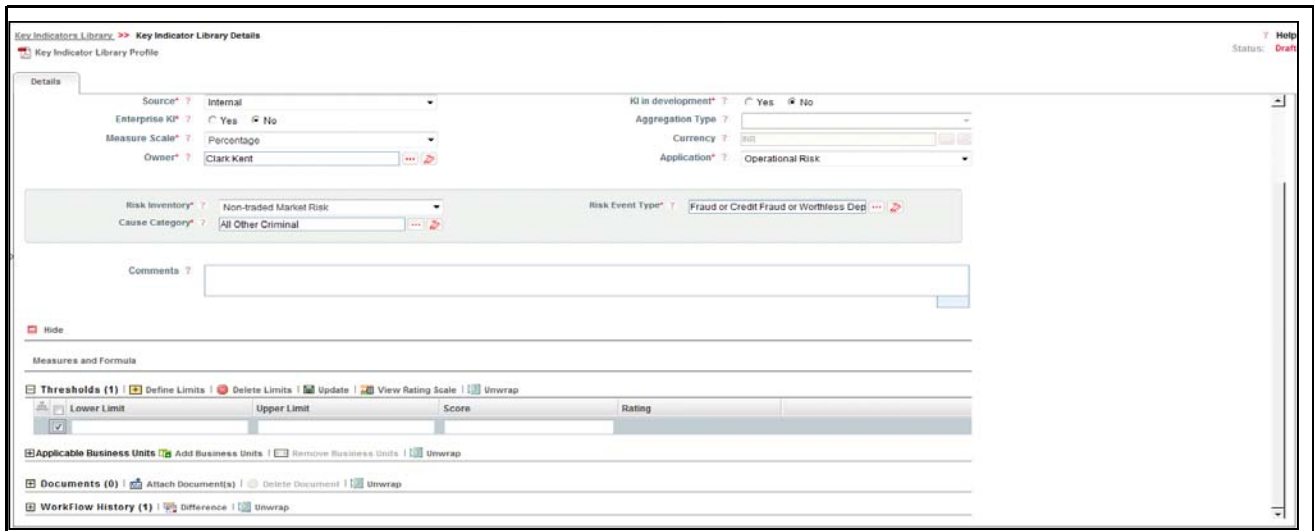 Key Indicators Library >> Key Indicator Library Details ? Help
Key Indicator Library Profile Status: Draft
Details
Source* ? Internal KI in development* ? Yes No
Enterprise KI* ? Yes No Aggregation Type ?
Measure Scale* ? Percentage Currency ? INR
Owner* ? Clark Kent ... Application* ? Operational Risk
Risk Inventory* ? Non-traded Market Risk Risk Event Type* ? Fraud or Credit Fraud or Worthless Dep ...
Cause Category* ? All Other Criminal ...
Comments ?
Hide
Measures and Formula
Thresholds (1) | Define Limits | Delete Limits | Update | View Rating Scale | Unwrap
Lower Limit Upper Limit Score Rating
Applicable Business Units Add Business Units | Remove Business Units | Unwrap
Documents (0) | Attach Document(s) | Delete Document | Unwrap
WorkFlow History (1) | Difference | Unwrap